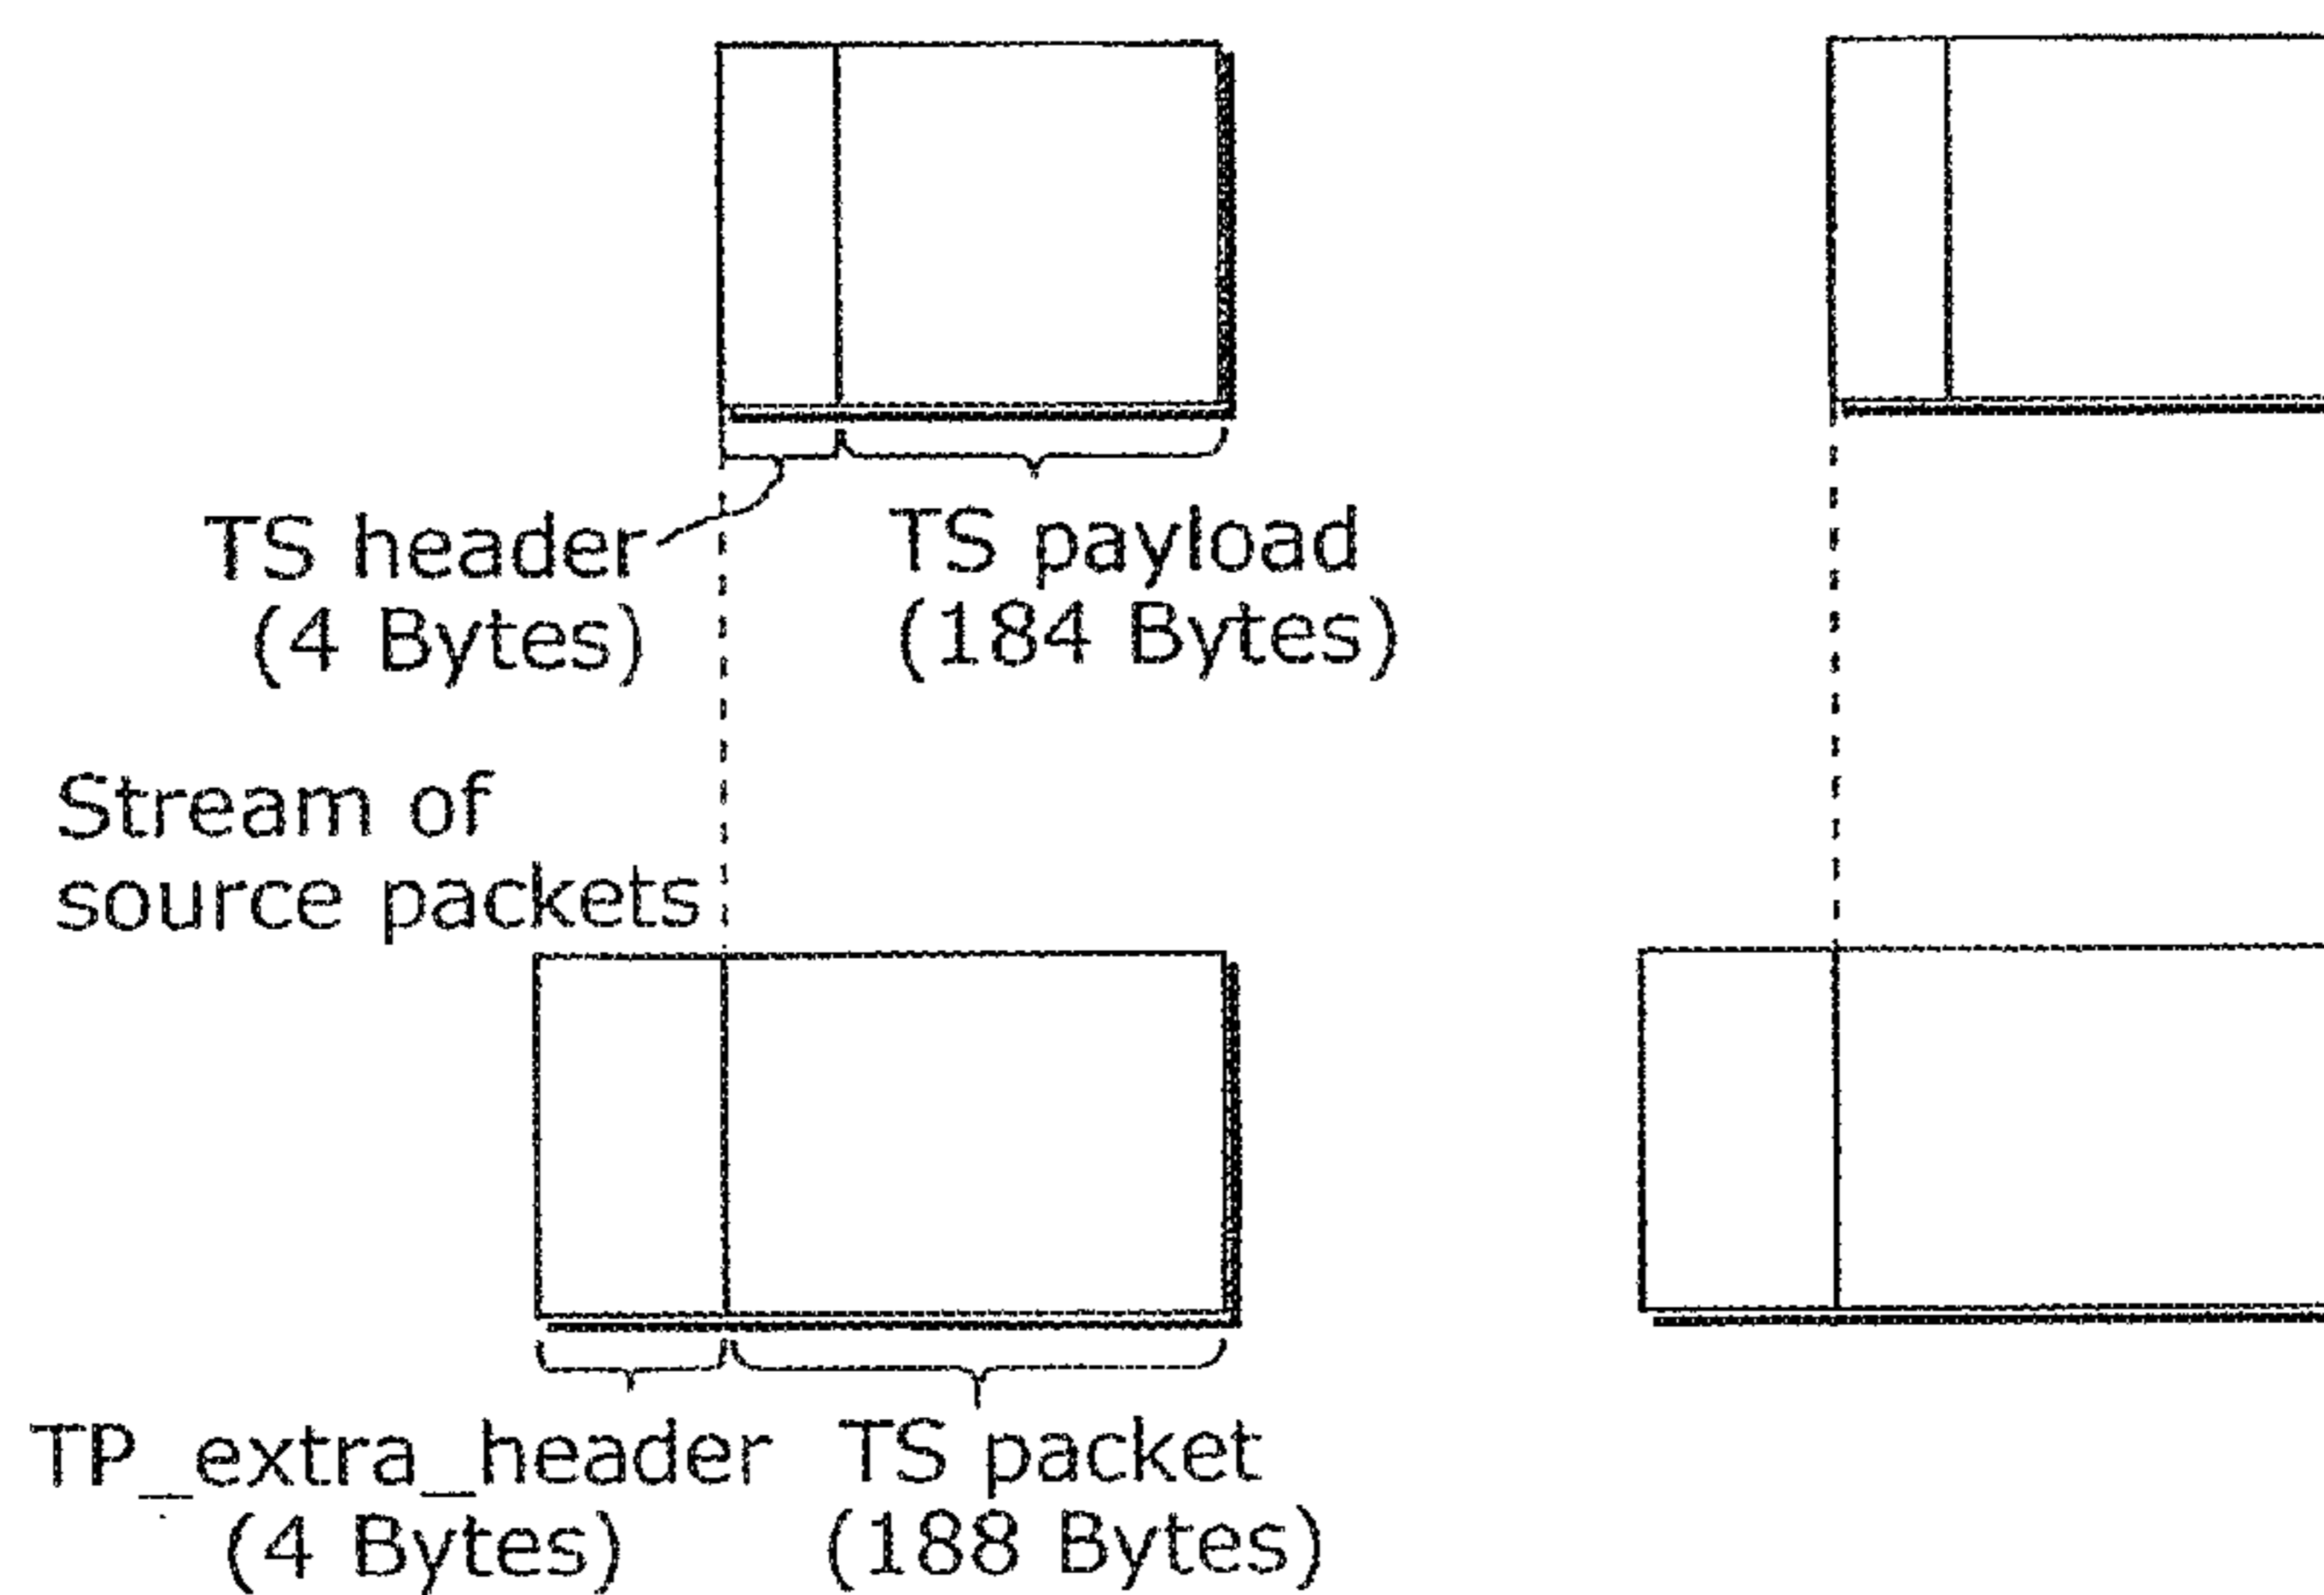 TS header
(4 Bytes)
TS payload
(184 Bytes)
Stream of
source packets
TP_extra_header
(4 Bytes)
TS packet
(188 Bytes)